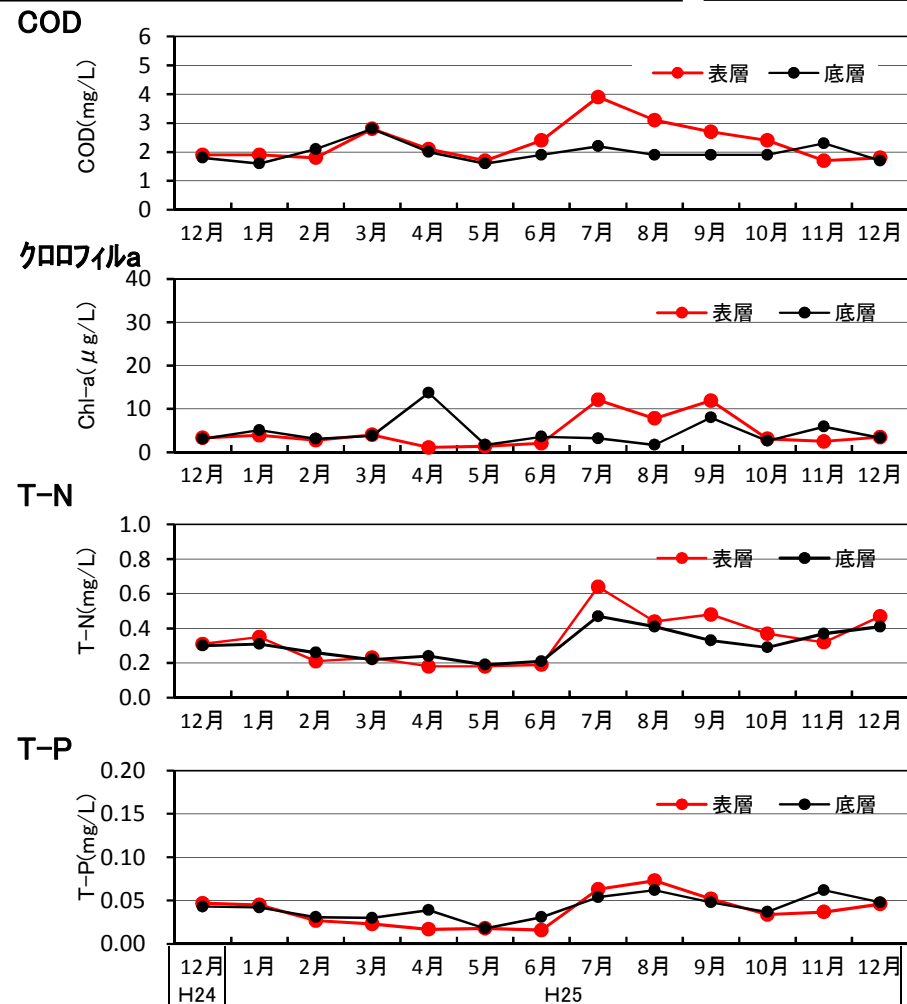 COD
COD(mg/L)
6
5
4
3
2
1
0
表層 底層
12月 1月 2月 3月 4月 5月 6月 7月 8月 9月 10月 11月 12月
クロロフィルa
Chl-a(μg/L)
40
30
20
10
0
表層 底層
12月 1月 2月 3月 4月 5月 6月 7月 8月 9月 10月 11月 12月
T-N
T-N(mg/L)
1.0
0.8
0.6
0.4
0.2
0.0
表層 底層
12月 1月 2月 3月 4月 5月 6月 7月 8月 9月 10月 11月 12月
T-P
T-P(mg/L)
0.20
0.15
0.10
0.05
0.00
表層 底層
12月 1月 2月 3月 4月 5月 6月 7月 8月 9月 10月 11月 12月
H24 H25